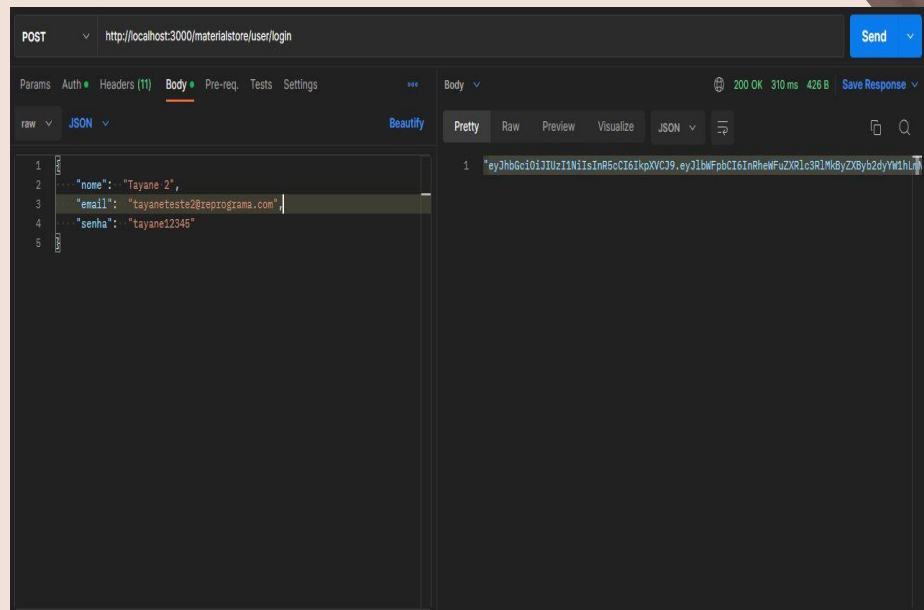 POST http://localhost:3000/materialstore/user/login Send
Params Auth Headers (11) Body Pre-req. Tests Settings
raw JSON Beautify
1 {
2 "nome": "Tayane 2",
3 "email": "tayaneteste2@reprograma.com",
4 "senha": "tayane12345"
5 }
Body 200 OK 310 ms 426 B Save Response
Pretty Raw Preview Visualize JSON
1 "eyJhbGciOiJIUzI1NiIsInR5cCI6IkpXVCJ9.eyJlbWFpbCI6InRheWFuZXRlc3RlMkByZXByb2dyYW1hLm